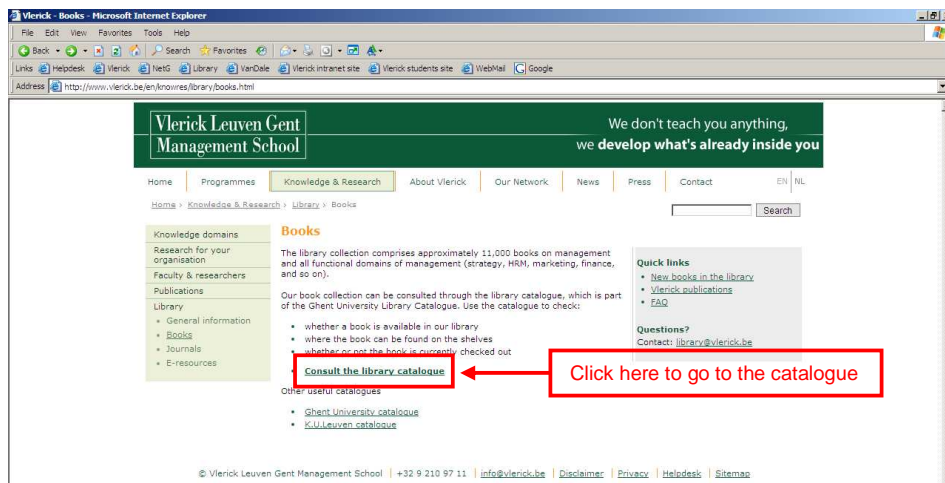 Vlerick - Books - Microsoft Internet Explorer
File Edit View Favorites Tools Help
Back Search Favorites
Links Helpdesk Vlerick NetG Library VanDale Vlerick intranet site Vlerick students site WebMail Google
Address http://www.vlerick.be/en/knowres/library/books.html
Vlerick Leuven Gent
Management School
We don't teach you anything,
we develop what's already inside you
Home Programmes Knowledge & Research About Vlerick Our Network News Press Contact EN NL
Home > Knowledge & Research > Library > Books
Search
Knowledge domains
Research for your
organisation
Faculty & researchers
Publications
Library
General information
Books
Journals
E-resources
Books
The library collection comprises approximately 11,000 books on management
and all functional domains of management (strategy, HRM, marketing, finance,
and so on).
Our book collection can be consulted through the library catalogue, which is part
of the Ghent University Library Catalogue. Use the catalogue to check:
• whether a book is available in our library
• where the book can be found on the shelves
• whether or not the book is currently checked out
• Consult the library catalogue
Click here to go to the catalogue
Other useful catalogues
• Ghent University catalogue
• K.U.Leuven catalogue
Quick links
• New books in the library
• Vlerick publications
• FAQ
Questions?
Contact: library@vlerick.be
© Vlerick Leuven Gent Management School | +32 9 210 97 11 | info@vlerick.be | Disclaimer | Privacy | Helpdesk | Sitemap